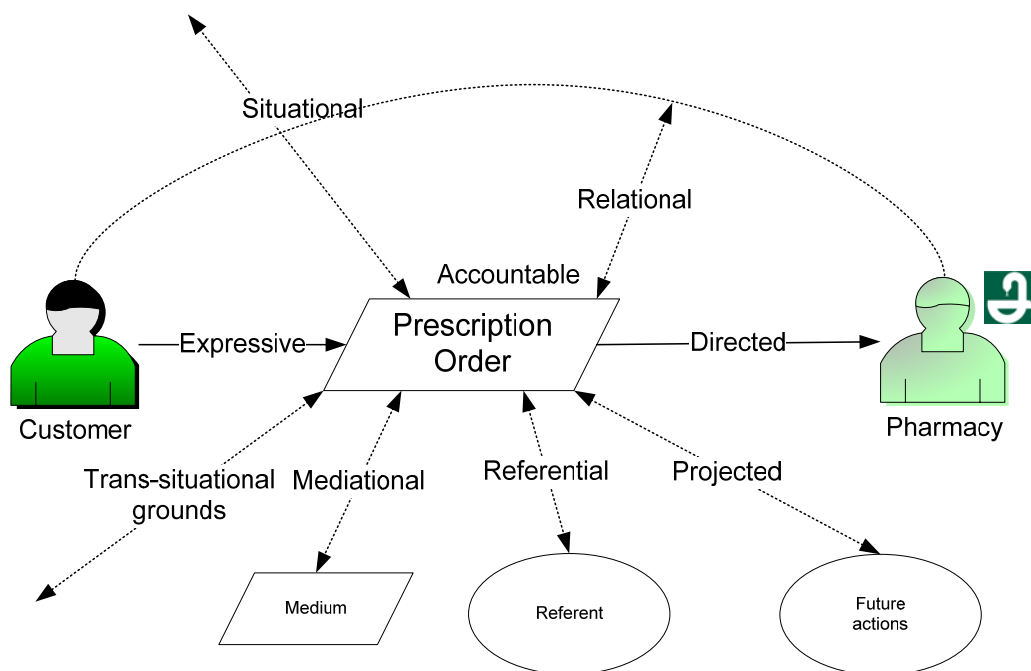 Situational
Relational
Accountable
Prescription
Order
Expressive
Directed
Customer
Pharmacy
Trans-situational
grounds
Mediational
Referential
Projected
Medium
Referent
Future
actions